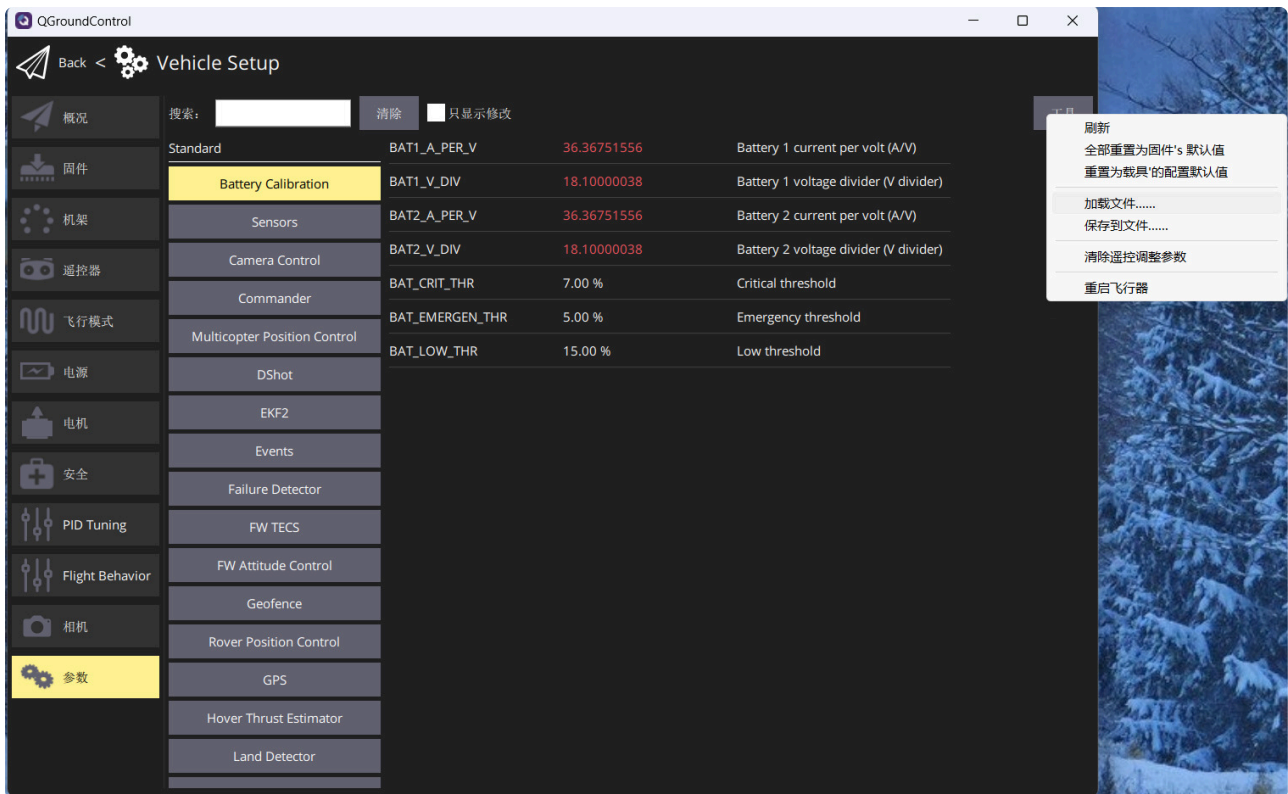 QGroundControl
Back < Vehicle Setup
概况
固件
机架
遥控器
飞行模式
电源
电机
安全
PID Tuning
Flight Behavior
相机
参数
搜索： 清除 只显示修改
Standard
Battery Calibration
Sensors
Camera Control
Commander
Multicopter Position Control
DShot
EKF2
Events
Failure Detector
FW TECS
FW Attitude Control
Geofence
Rover Position Control
GPS
Hover Thrust Estimator
Land Detector
BAT1_A_PER_V 36.36751556 Battery 1 current per volt (A/V)
BAT1_V_DIV 18.10000038 Battery 1 voltage divider (V divider)
BAT2_A_PER_V 36.36751556 Battery 2 current per volt (A/V)
BAT2_V_DIV 18.10000038 Battery 2 voltage divider (V divider)
BAT_CRIT_THR 7.00 % Critical threshold
BAT_EMERGEN_THR 5.00 % Emergency threshold
BAT_LOW_THR 15.00 % Low threshold
工具
刷新
全部重置为固件's 默认值
重置为载具'的配置默认值
加载文件......
保存到文件......
清除遥控调整参数
重启飞行器